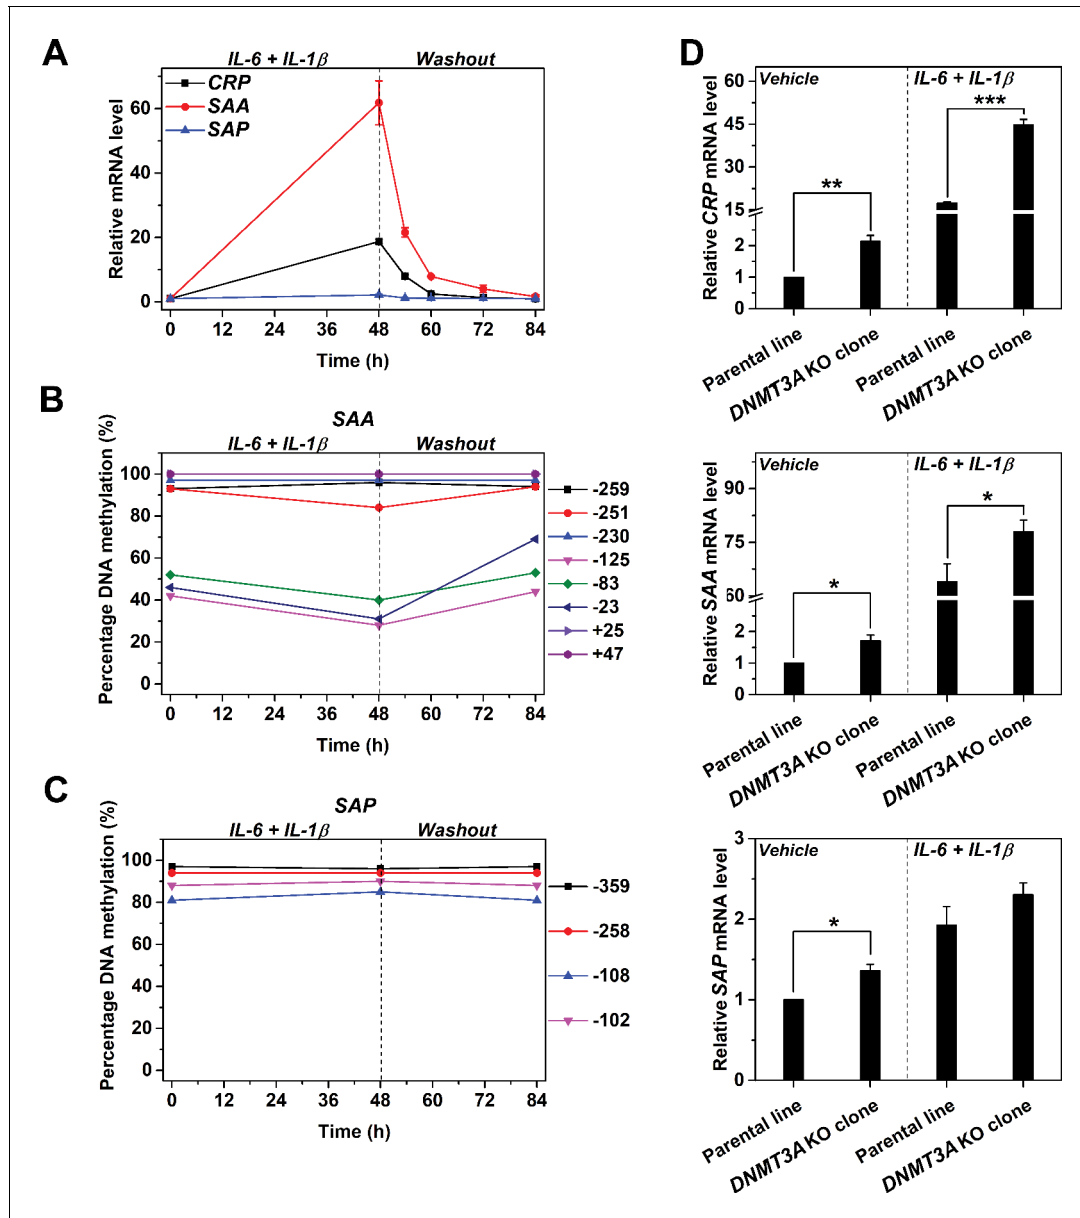 A
IL-6 + IL-1β Washout
CRP
SAA
SAP
Relative mRNA level
60
40
20
0
0 12 24 36 48 60 72 84
Time (h)
B
SAA
IL-6 + IL-1β Washout
Percentage DNA methylation (%)
100
80
60
40
20
0
0 12 24 36 48 60 72 84
Time (h)
-259
-251
-230
-125
-83
-23
+25
+47
C
SAP
IL-6 + IL-1β Washout
Percentage DNA methylation (%)
100
80
60
40
20
0
0 12 24 36 48 60 72 84
Time (h)
-359
-258
-108
-102
D
Vehicle IL-6 + IL-1β
Relative CRP mRNA level
60
45
30
15
2
1
0
** ***
Parental line
DNMT3A KO clone
Parental line
DNMT3A KO clone
Vehicle IL-6 + IL-1β
Relative SAA mRNA level
90
75
60
2
1
0
* *
Parental line
DNMT3A KO clone
Parental line
DNMT3A KO clone
Vehicle IL-6 + IL-1β
Relative SAP mRNA level
3
2
1
0
*
Parental line
DNMT3A KO clone
Parental line
DNMT3A KO clone